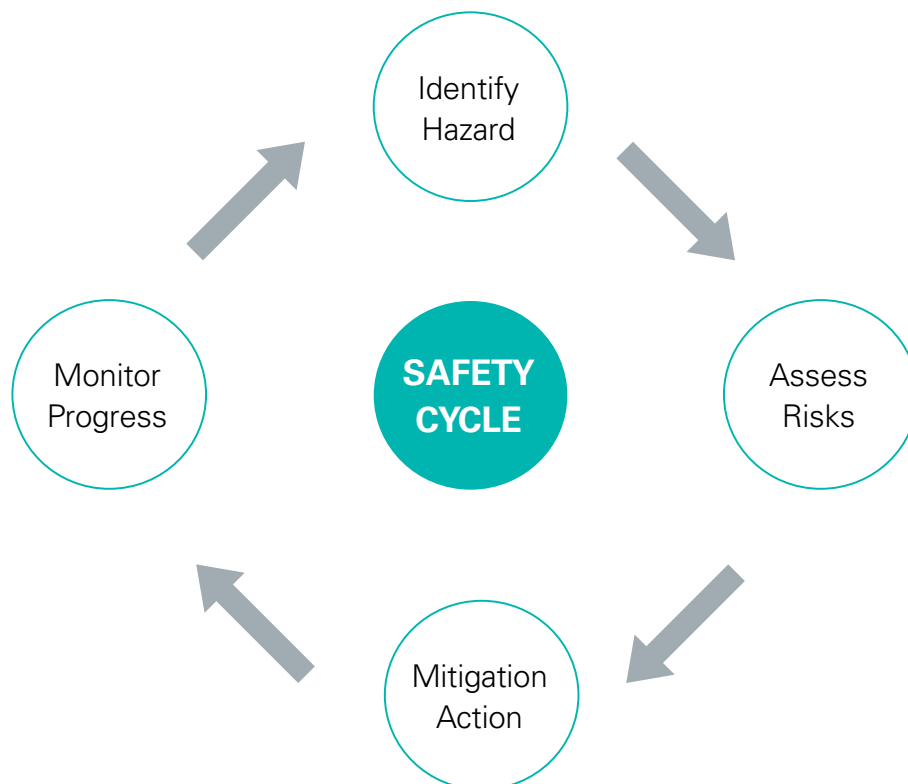 Identify
Hazard
Monitor
Progress
SAFETY
CYCLE
Assess
Risks
Mitigation
Action